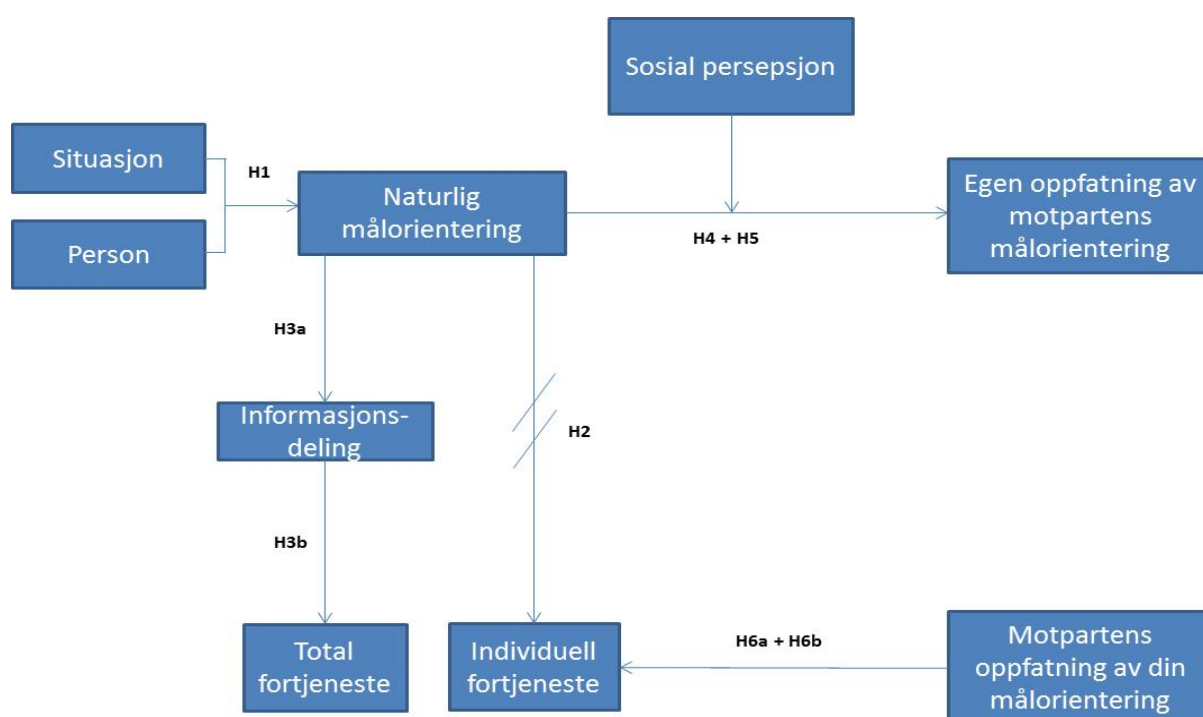 Sosial persepsjon
Situasjon
H1
Person
Naturlig
målorientering
H4 + H5
Egen oppfatning av
motpartens
målorientering
H3a
Informasjons-
deling
H2
H3b
Total
fortjeneste
Individuell
fortjeneste
H6a + H6b
Motpartens
oppfatning av din
målorientering